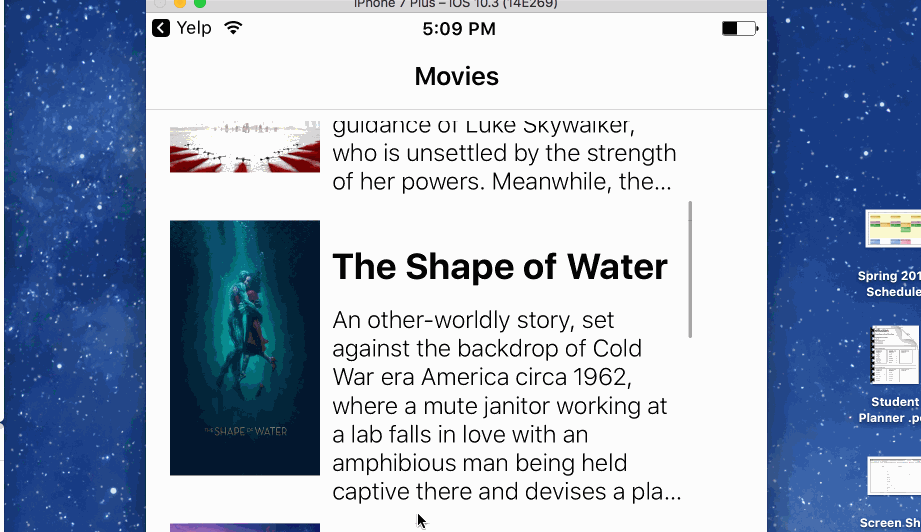 iPhone 7 Plus – iOS 10.3 (14E269)
Yelp
5:09 PM
Movies
guidance of Luke Skywalker,
who is unsettled by the strength
of her powers. Meanwhile, the...
The Shape of Water
An other-worldly story, set
against the backdrop of Cold
War era America circa 1962,
where a mute janitor working at
a lab falls in love with an
amphibious man being held
captive there and devises a pla...
THE SHAPE OF WATER
Spring 201
Schedule
Student
Planner .p
Screen Sh